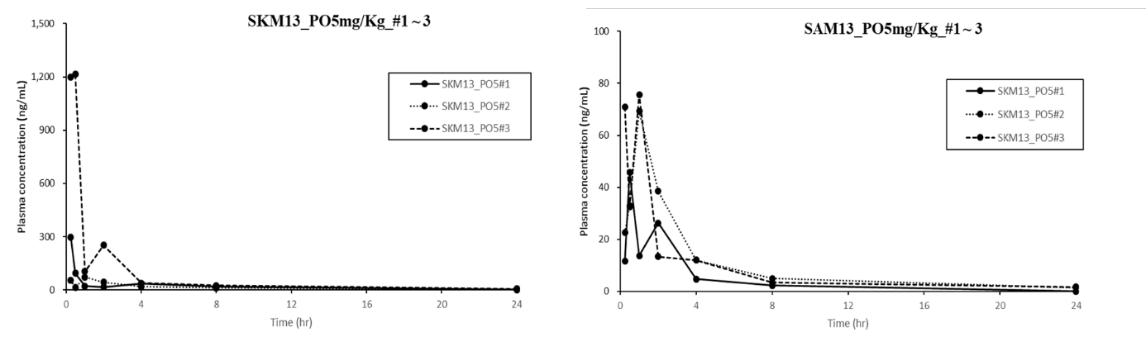 SKM13_PO5mg/Kg_#1~3
1,500
1,200
900
600
300
0
Plasma concentration (ng/mL)
0 4 8 12 16 20 24
Time (hr)
SKM13_PO5#1
SKM13_PO5#2
SKM13_PO5#3
SAM13_PO5mg/Kg_#1~3
100
80
60
40
20
0
Plasma concentration (ng/mL)
0 4 8 12 16 20 24
Time (hr)
SKM13_PO5#1
SKM13_PO5#2
SKM13_PO5#3